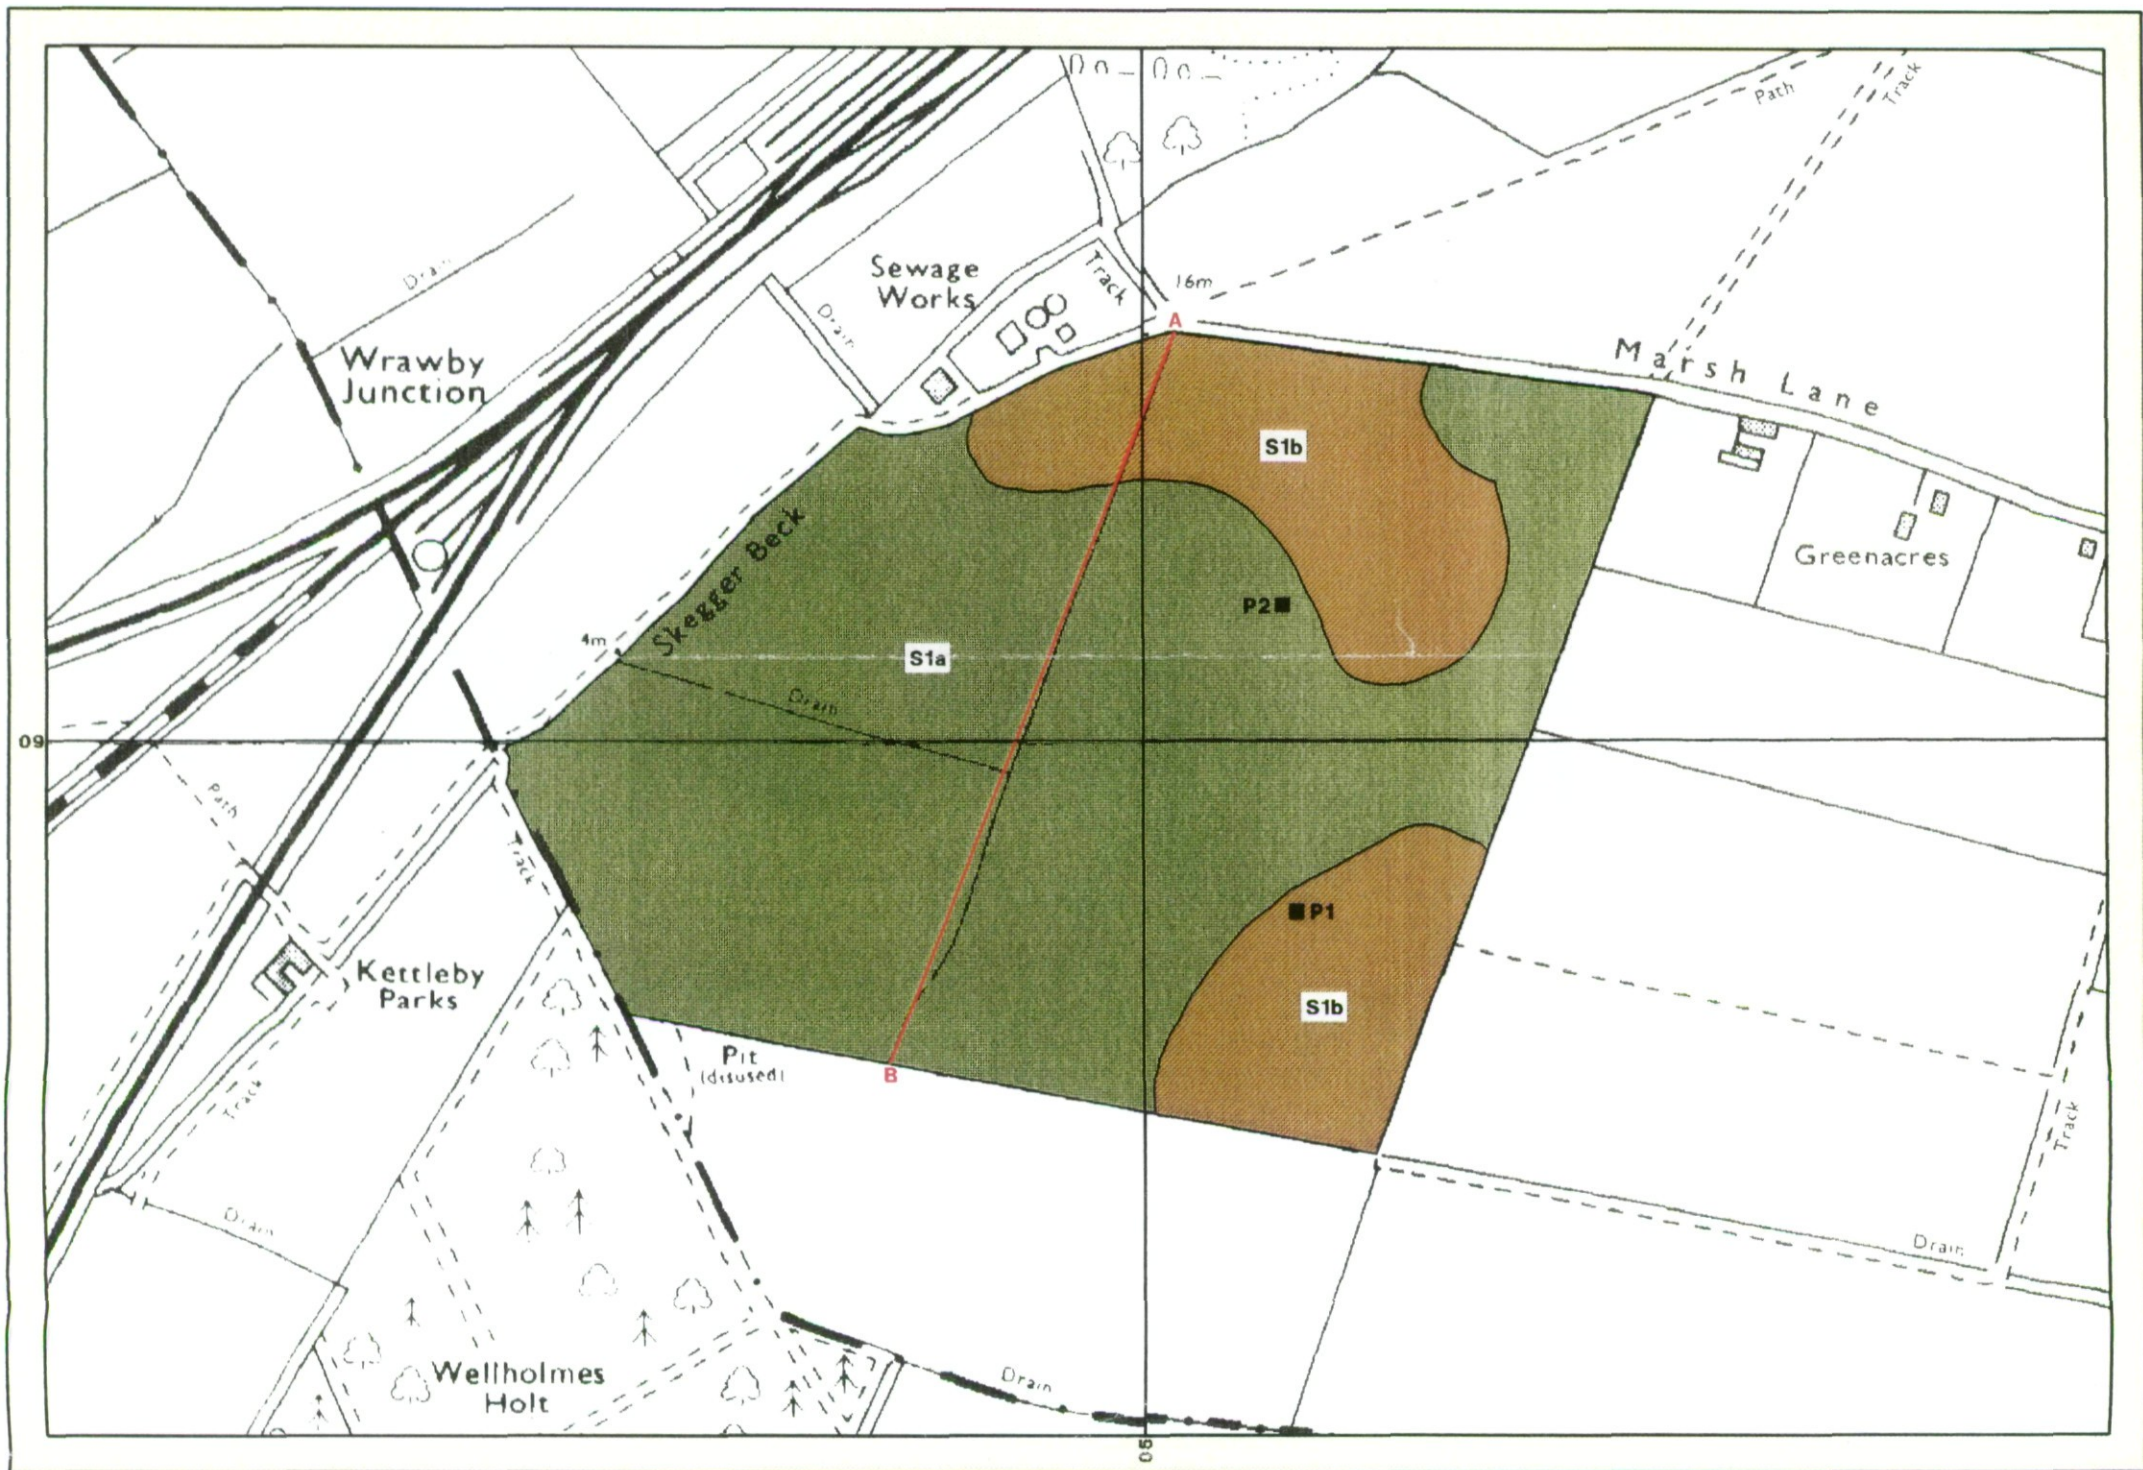 Path
Track
Drain
Sewage
Works
Track
16m
Drain
A
Wrawby
Junction
Marsh Lane
S1b
Skegger Beck
Greenacres
P2
4m
S1a
Drain
09
Path
Track
P1
Kettleby
Parks
S1b
Pit
(disused)
B
Track
Track
Drain
Drain
Wellholmes
Holt
Drain
05